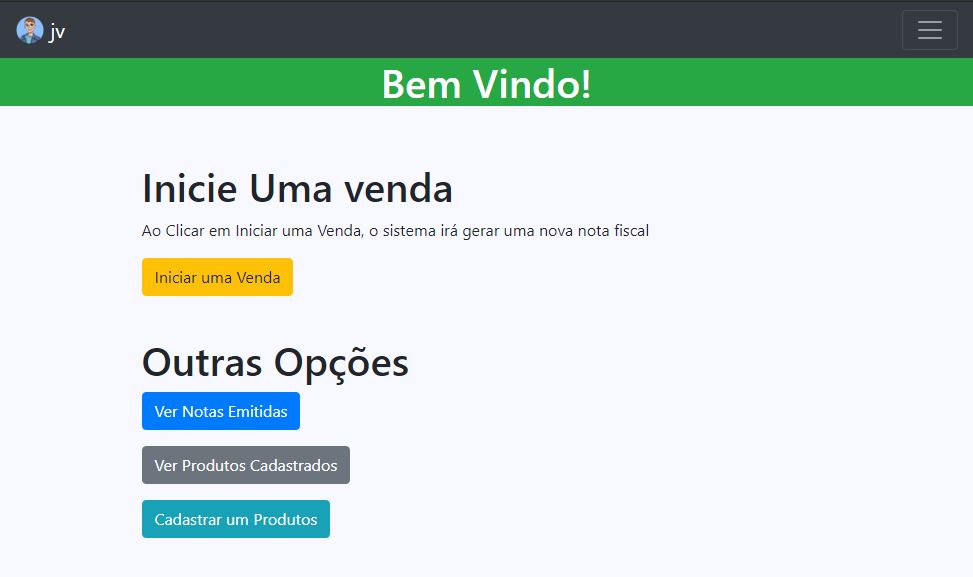 jv
Bem Vindo!
Inicie Uma venda
Ao Clicar em Iniciar uma Venda, o sistema irá gerar uma nova nota fiscal
Iniciar uma Venda
Outras Opções
Ver Notas Emitidas
Ver Produtos Cadastrados
Cadastrar um Produtos